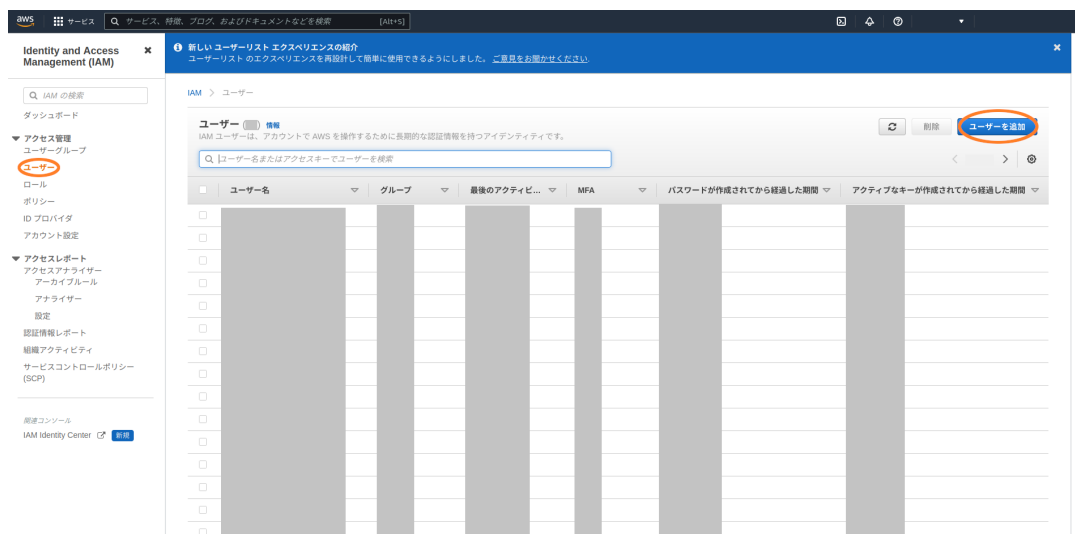 aws
サービス
サービス、特徴、ブログ、およびドキュメントなどを検索
[Alt+S]
Identity and Access Management (IAM)
IAM の検索
ダッシュボード
アクセス管理
ユーザーグループ
ユーザー
ロール
ポリシー
ID プロバイダ
アカウント設定
アクセスレポート
アクセスアナライザー
アーカイブルール
アナライザー
設定
認証情報レポート
組織アクティビティ
サービスコントロールポリシー
(SCP)
関連コンソール
IAM Identity Center
新規
新しい ユーザーリスト エクスペリエンスの紹介
ユーザーリスト のエクスペリエンスを再設計して簡単に使用できるようにしました。 ご意見をお聞かせください.
IAM > ユーザー
ユーザー ( ) 情報
IAM ユーザーは、アカウントで AWS を操作するために長期的な認証情報を持つアイデンティティです。
削除
ユーザーを追加
ユーザー名またはアクセスキーでユーザーを検索
ユーザー名
グループ
最後のアクティビ...
MFA
パスワードが作成されてから経過した期間
アクティブなキーが作成されてから経過した期間